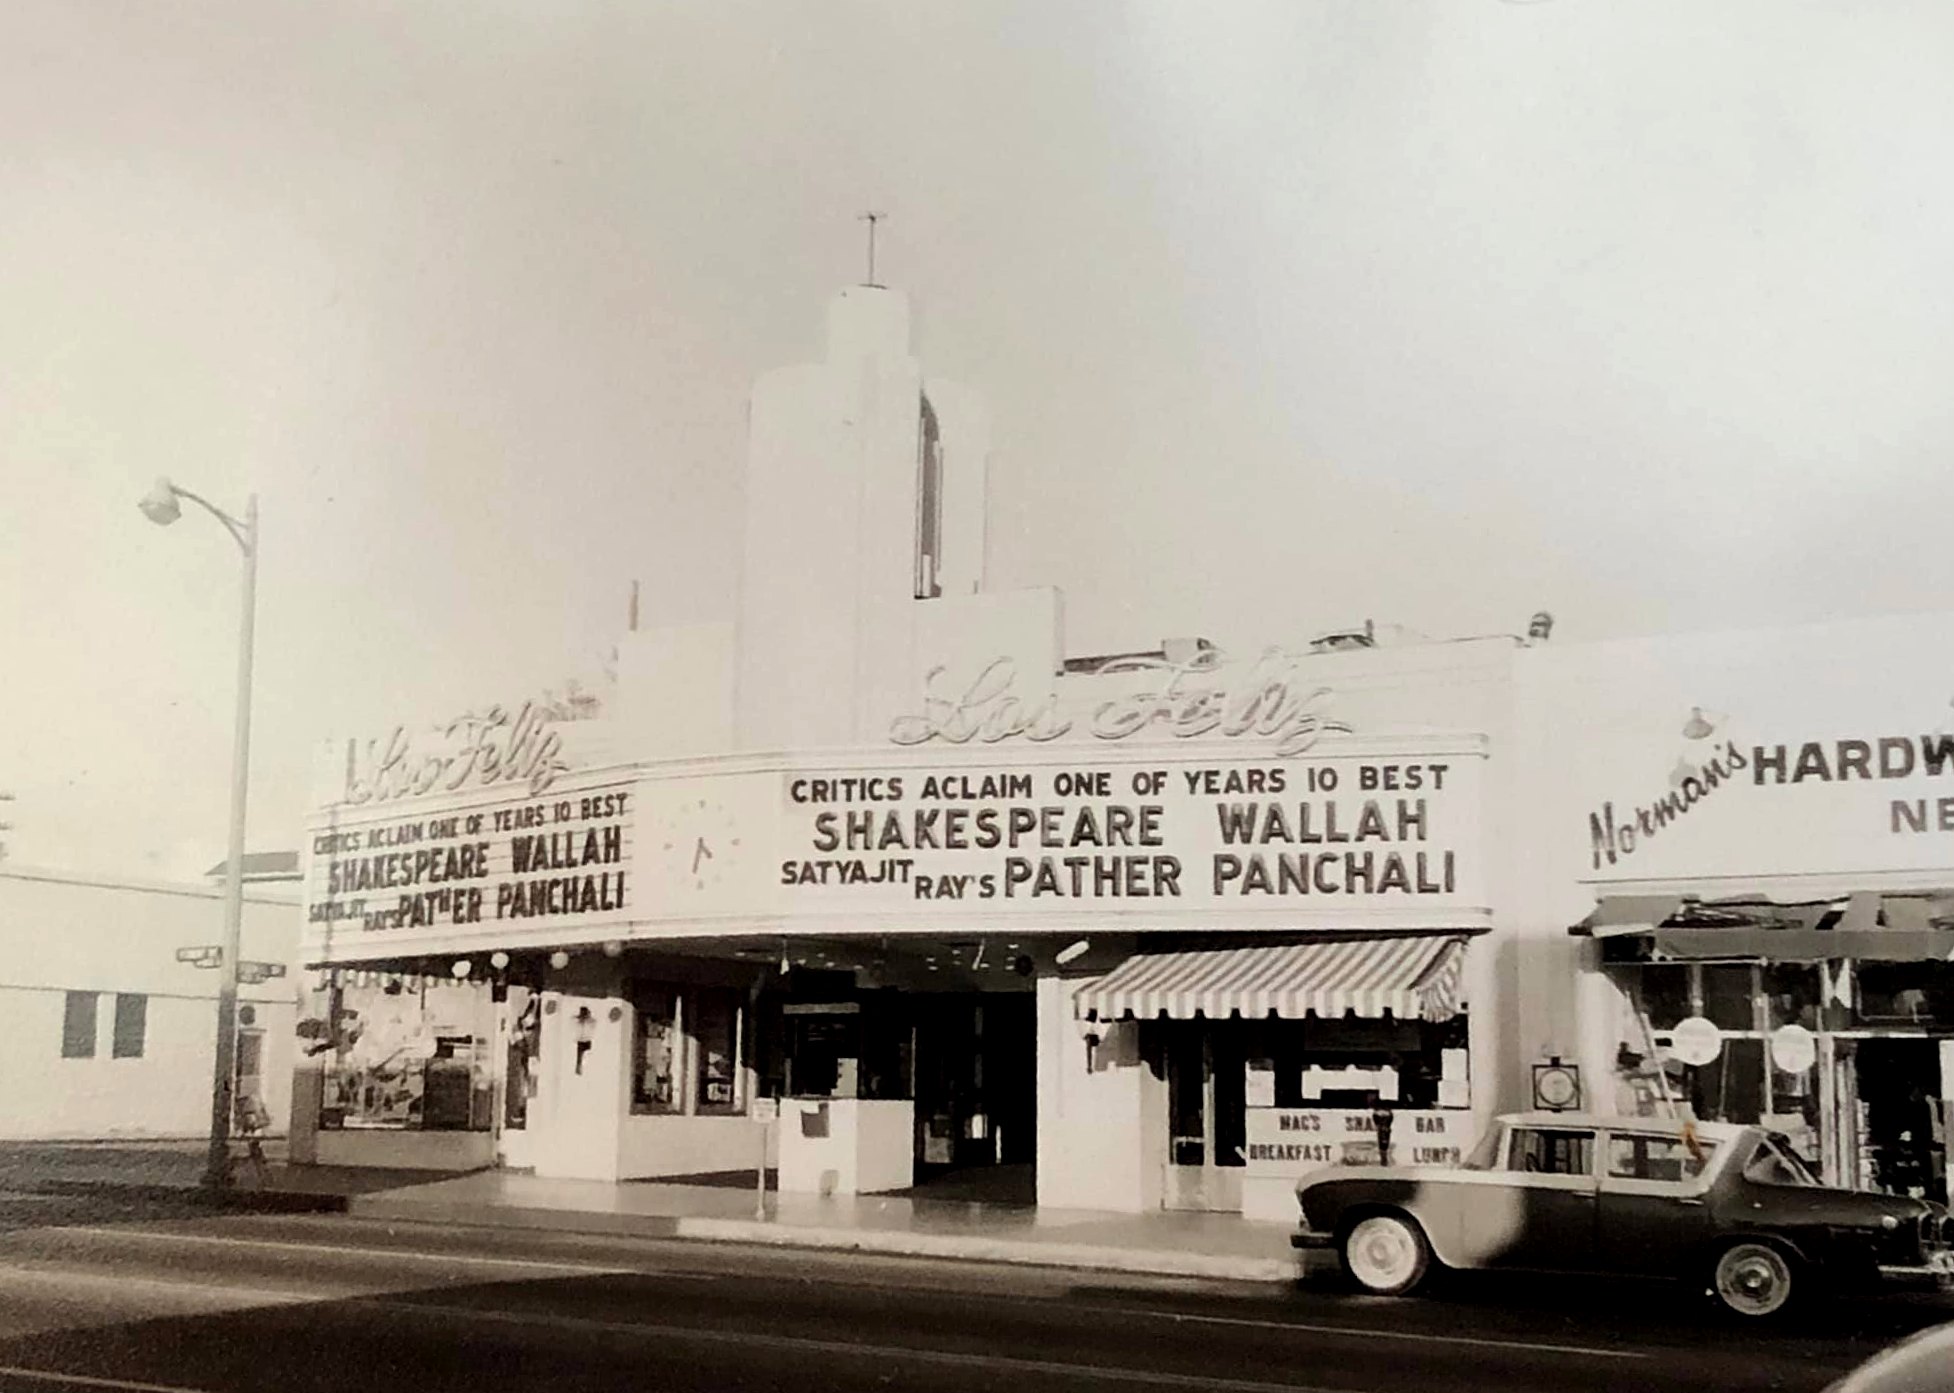 Los Feliz
CRITICS ACLAIM ONE OF YEARS 10 BEST
SHAKESPEARE WALLAH
SATYAJIT RAY'S PATHER PANCHALI
Los Feliz
CRITICS ACLAIM ONE OF YEARS 10 BEST
SHAKESPEARE WALLAH
SATYAJIT RAY'S PATHER PANCHALI
Norman's HARDW
NE
MAC'S BAR
BREAKFAST LUNCH